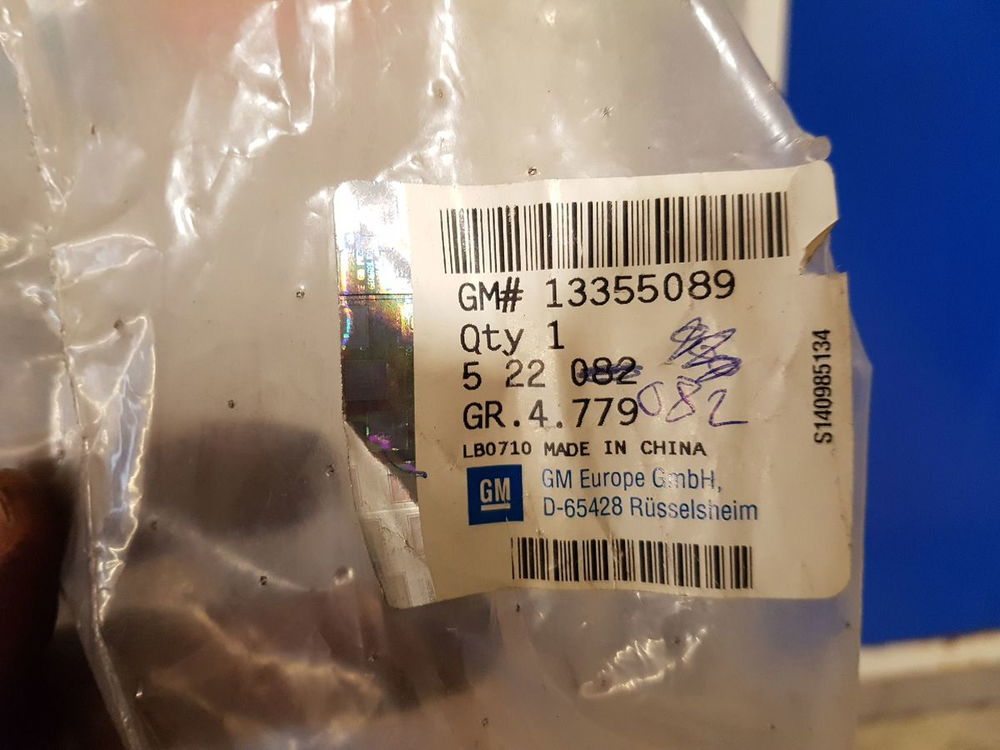 GM# 13355089
Qty 1
5 22 082
GR.4.779 082
LB0710 MADE IN CHINA
GM
GM Europe GmbH,
D-65428 Rüsselsheim
S140985134